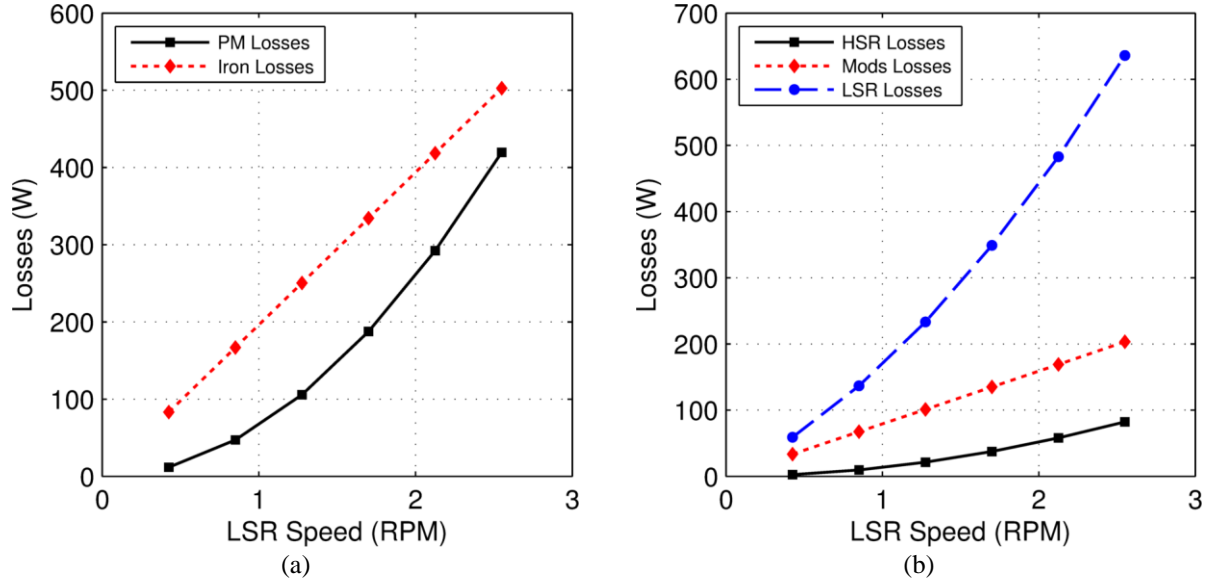 600
500
400
300
200
100
0
0
1
2
3
Losses (W)
LSR Speed (RPM)
PM Losses
Iron Losses
(a)
700
600
500
400
300
200
100
0
0
1
2
3
Losses (W)
LSR Speed (RPM)
HSR Losses
Mods Losses
LSR Losses
(b)